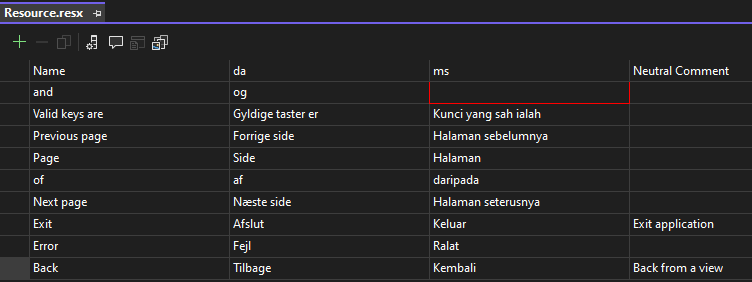 Resource.resx
Name da ms Neutral Comment
and og
Valid keys are Gyldige taster er Kunci yang sah ialah
Previous page Forrige side Halaman sebelumnya
Page Side Halaman
of af daripada
Next page Næste side Halaman seterusnya
Exit Afslut Keluar Exit application
Error Fejl Ralat
Back Tilbage Kembali Back from a view